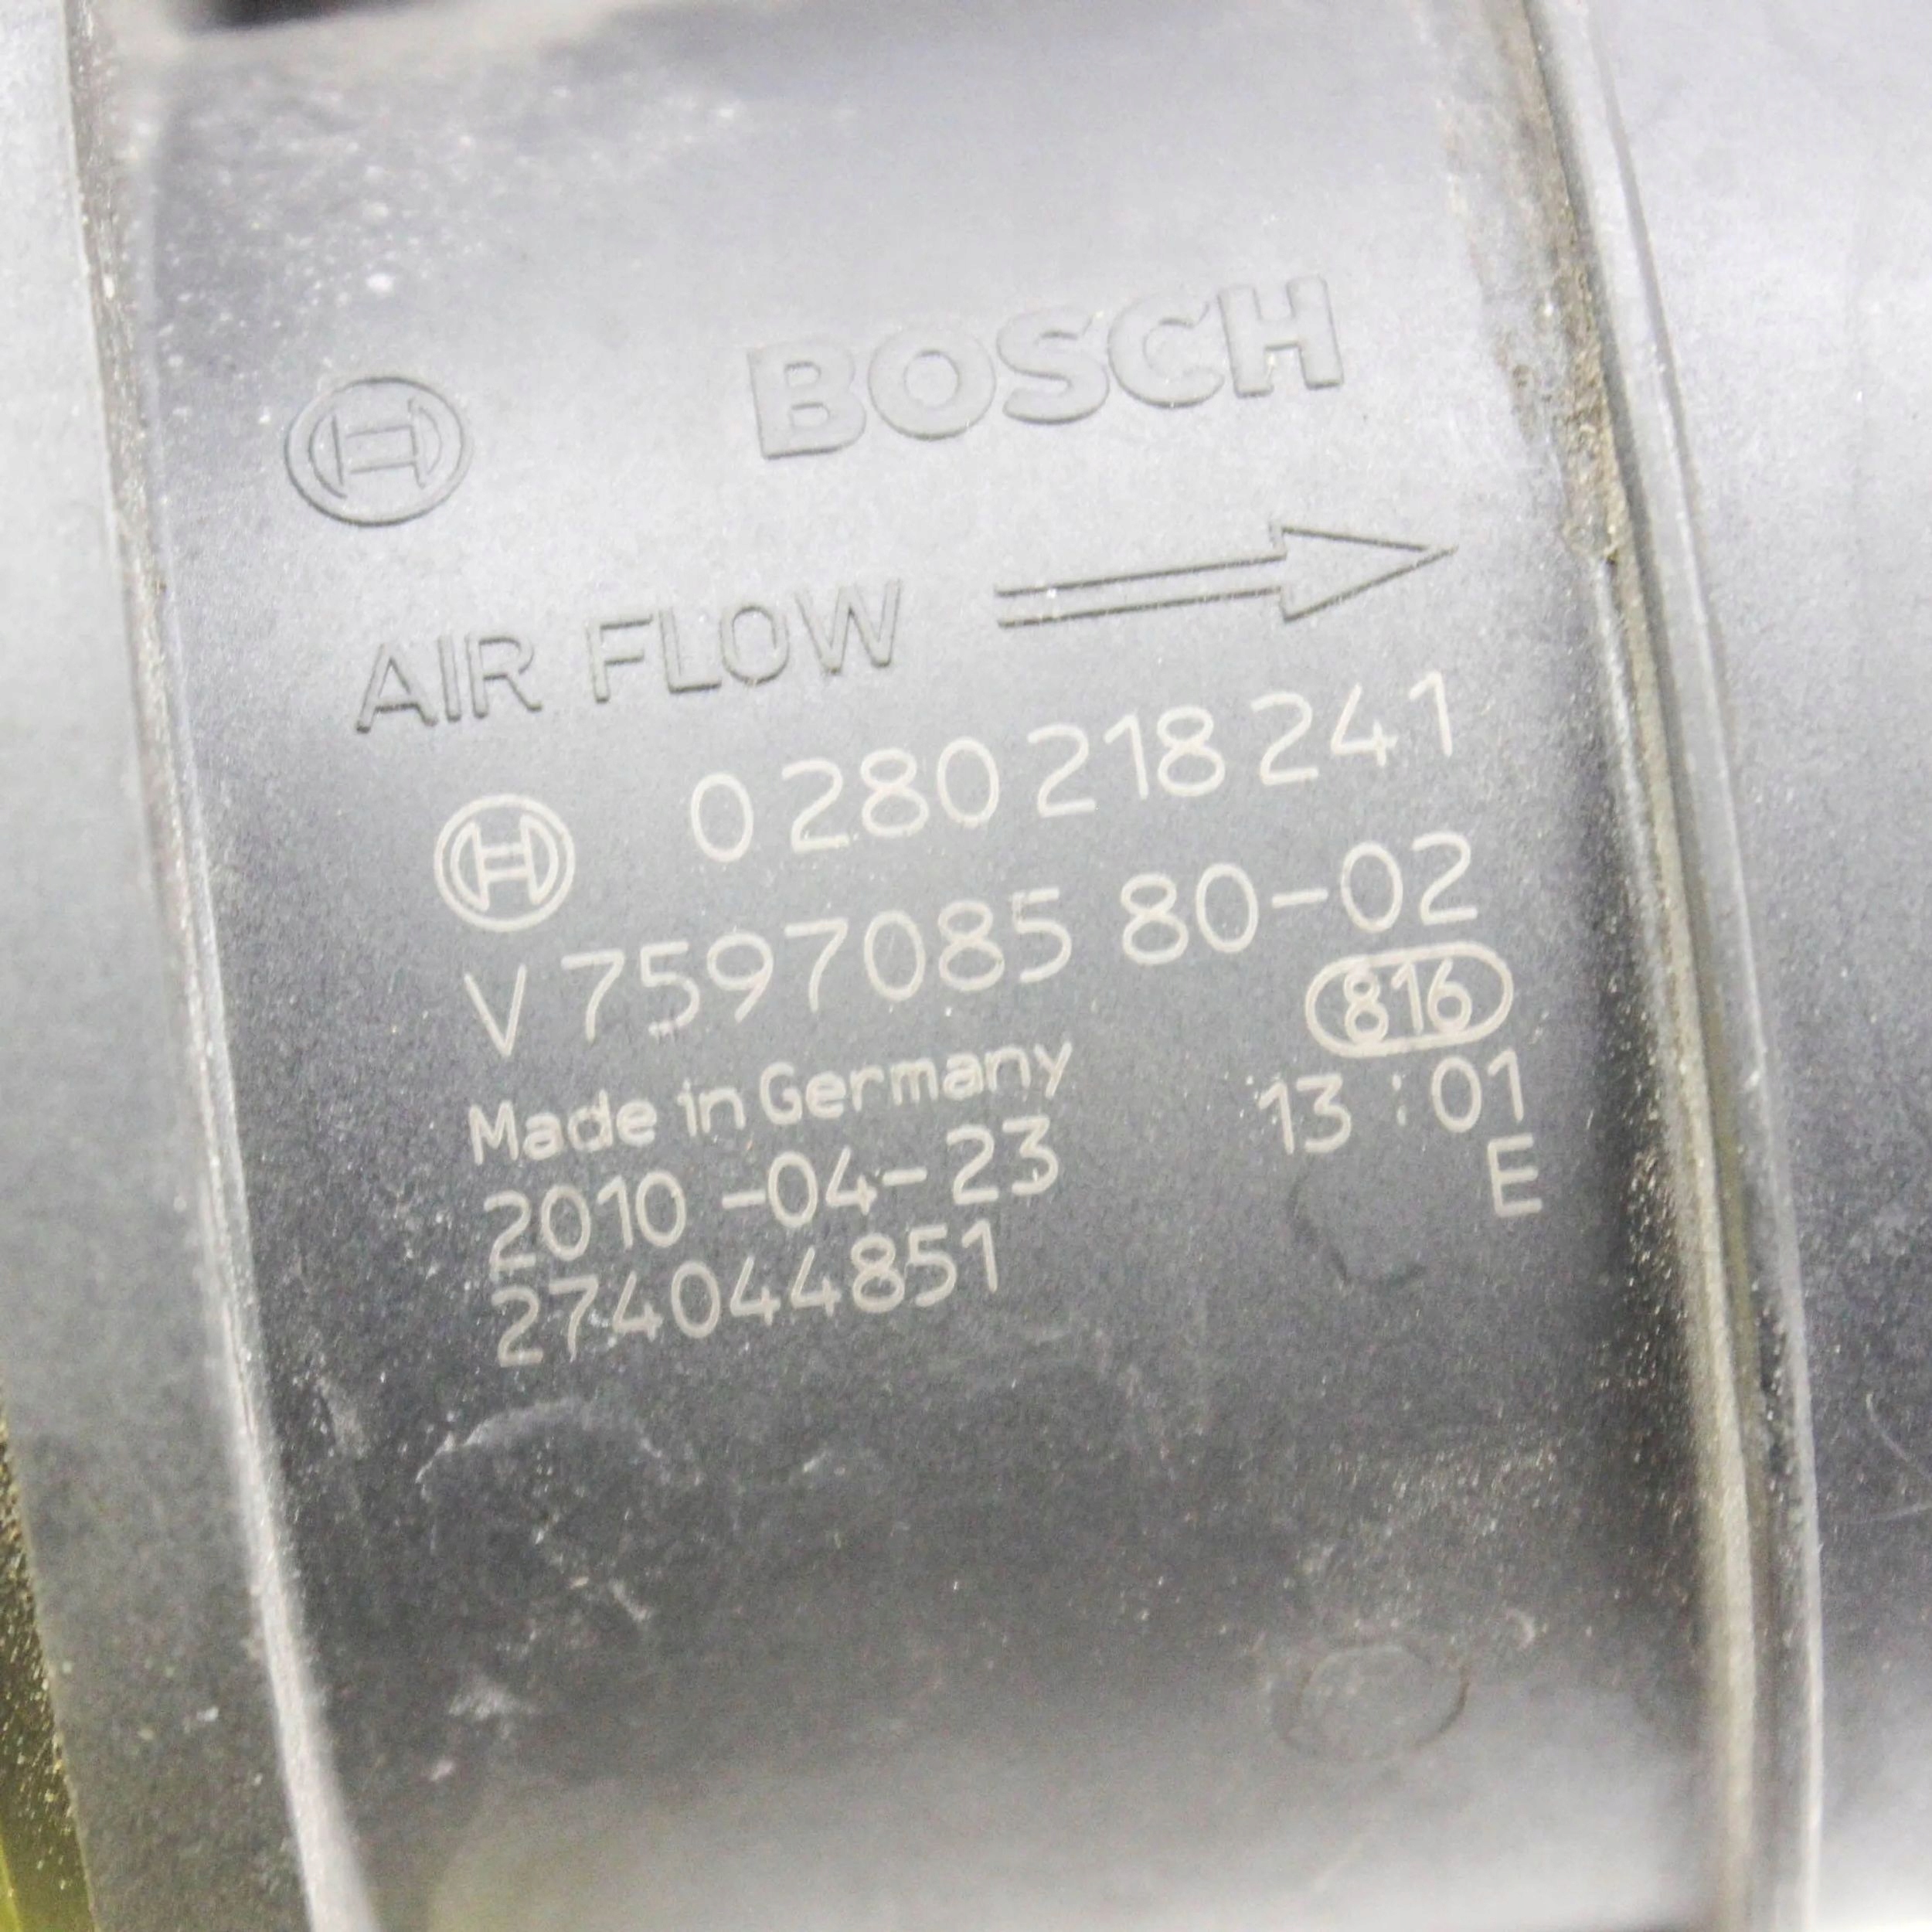 BOSCH
AIR FLOW
0 280 218 241
V 7597085 80-02
816
Made in Germany
2010-04-23 13:01
E
274044851